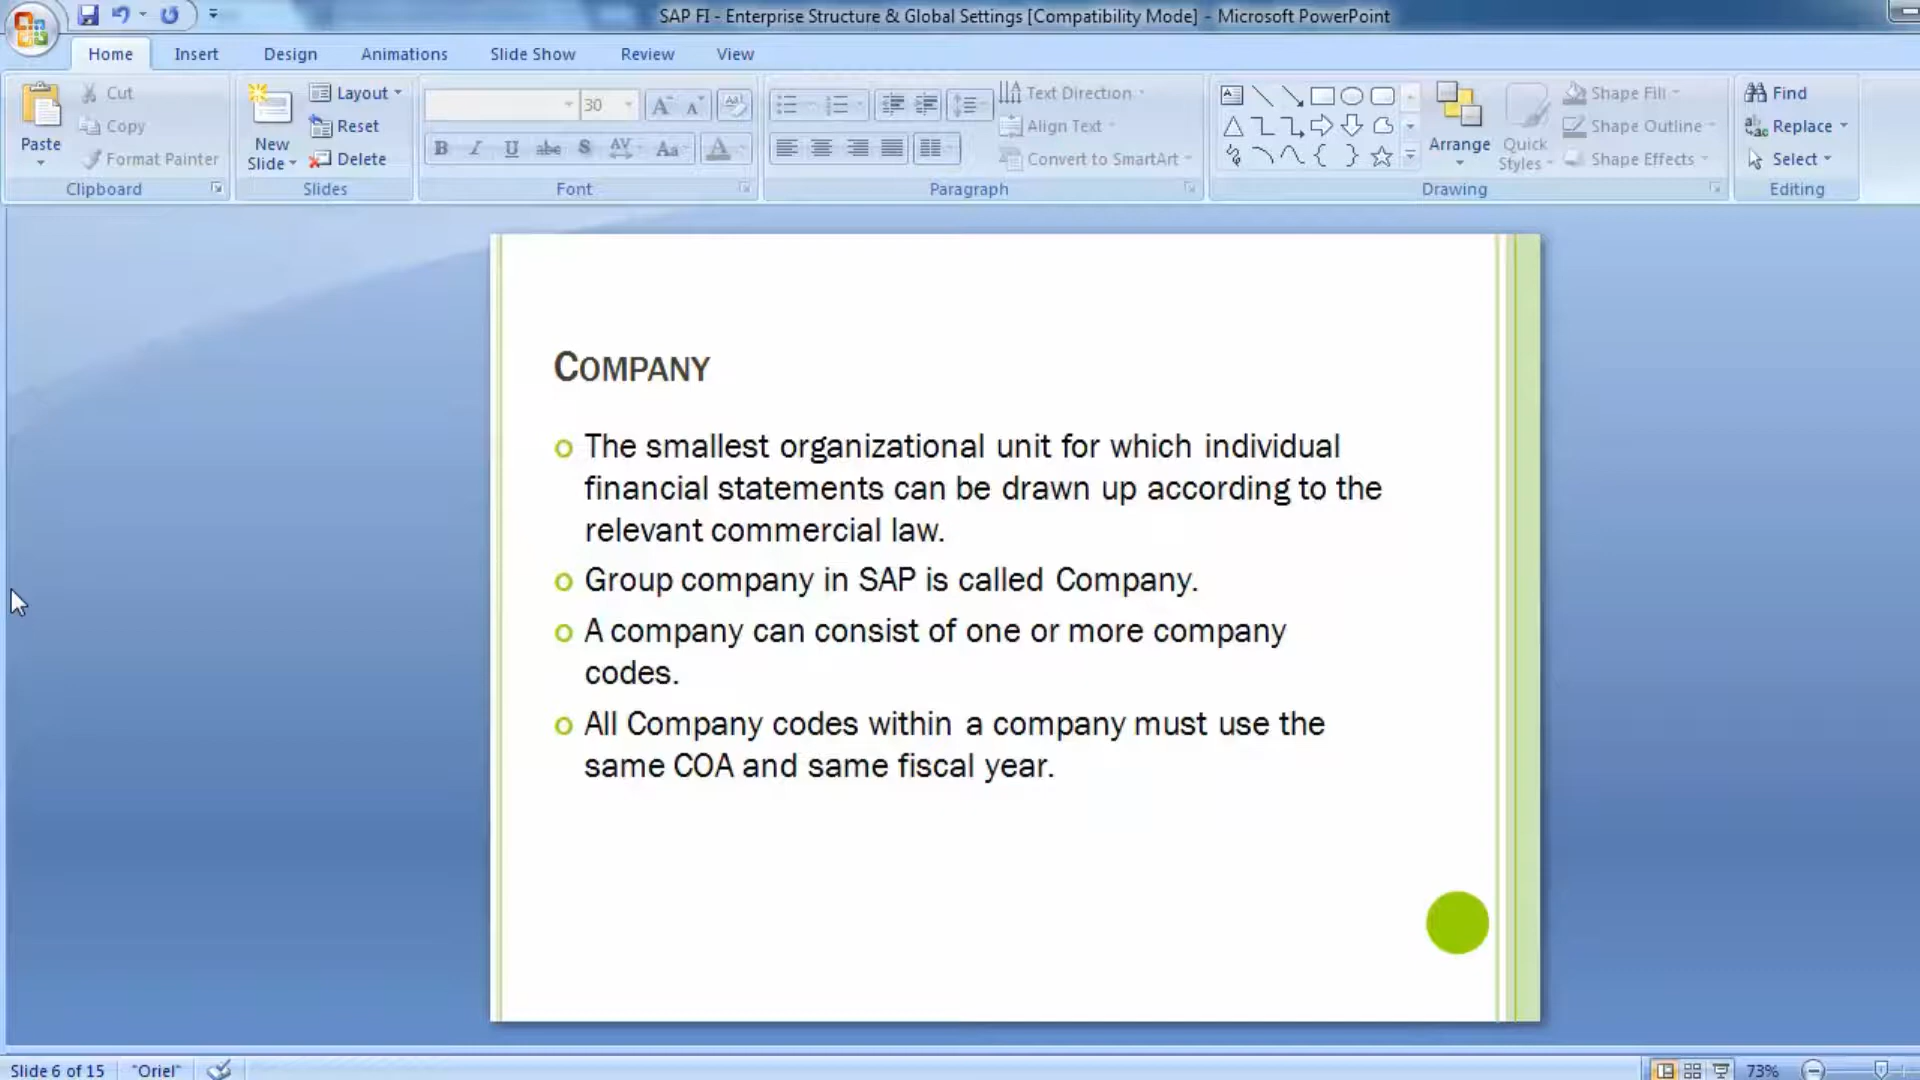 SAP FI - Enterprise Structure & Global Settings [Compatibility Mode] - Microsoft PowerPoint
Home Insert Design Animations Slide Show Review View
Paste
Cut
Copy
Format Painter
Clipboard
New Slide
Layout
Reset
Delete
Slides
30
Font
Text Direction
Align Text
Convert to SmartArt
Paragraph
Arrange
Quick Styles
Shape Fill
Shape Outline
Shape Effects
Drawing
Find
Replace
Select
Editing
COMPANY
The smallest organizational unit for which individual
financial statements can be drawn up according to the
relevant commercial law.
Group company in SAP is called Company.
A company can consist of one or more company
codes.
All Company codes within a company must use the
same COA and same fiscal year.
Slide 6 of 15 "Oriel" 73%